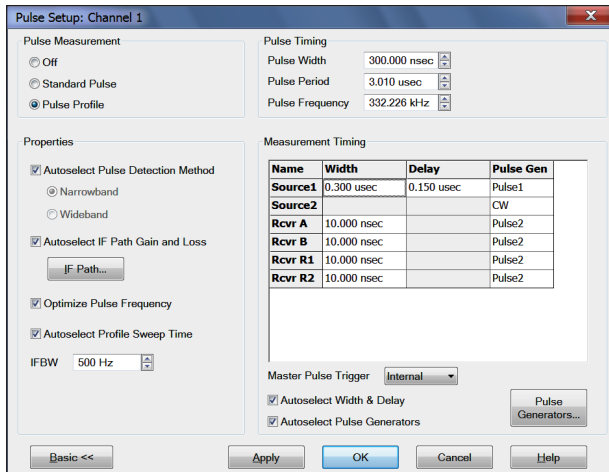 Pulse Setup: Channel 1
X
Pulse Measurement
Off
Standard Pulse
Pulse Profile
Pulse Timing
Pulse Width 300.000 nsec
Pulse Period 3.010 usec
Pulse Frequency 332.226 kHz
Properties
Autoselect Pulse Detection Method
Narrowband
Wideband
Autoselect IF Path Gain and Loss
IF Path...
Optimize Pulse Frequency
Autoselect Profile Sweep Time
IFBW 500 Hz
Measurement Timing
Name Width Delay Pulse Gen
Source1 0.300 usec 0.150 usec Pulse1
Source2 CW
Rcvr A 10.000 nsec Pulse2
Rcvr B 10.000 nsec Pulse2
Rcvr R1 10.000 nsec Pulse2
Rcvr R2 10.000 nsec Pulse2
Master Pulse Trigger Internal
Autoselect Width & Delay
Autoselect Pulse Generators
Pulse
Generators...
Basic << Apply OK Cancel Help